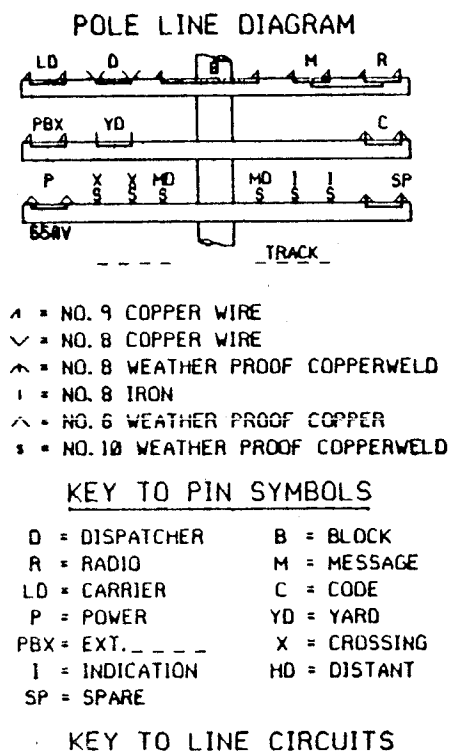 POLE LINE DIAGRAM
LD D B M R
PBX YD C
P X X MD MD I I SP
S S S S S S
TRACK
= NO. 9 COPPER WIRE
= NO. 8 COPPER WIRE
= NO. 8 WEATHER PROOF COPPERWELD
I = NO. 8 IRON
= NO. 6 WEATHER PROOF COPPER
S = NO. 10 WEATHER PROOF COPPERWELD
KEY TO PIN SYMBOLS
D = DISPATCHER B = BLOCK
R = RADIO M = MESSAGE
LD = CARRIER C = CODE
P = POWER YD = YARD
PBX = EXT. _ _ _ _ X = CROSSING
I = INDICATION HD = DISTANT
SP = SPARE
KEY TO LINE CIRCUITS